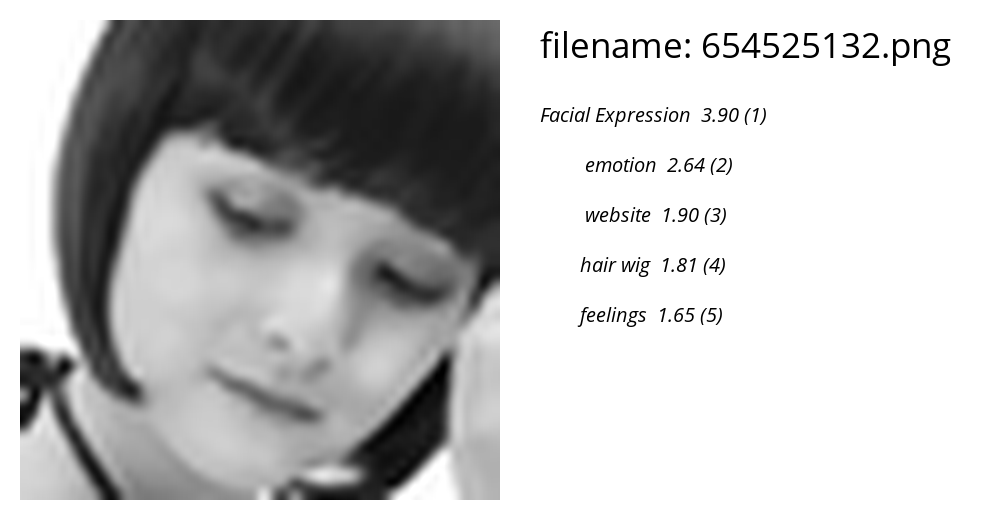 filename: 654525132.png
Facial Expression 3.90 (1)
emotion 2.64 (2)
website 1.90 (3)
hair wig 1.81 (4)
feelings 1.65 (5)